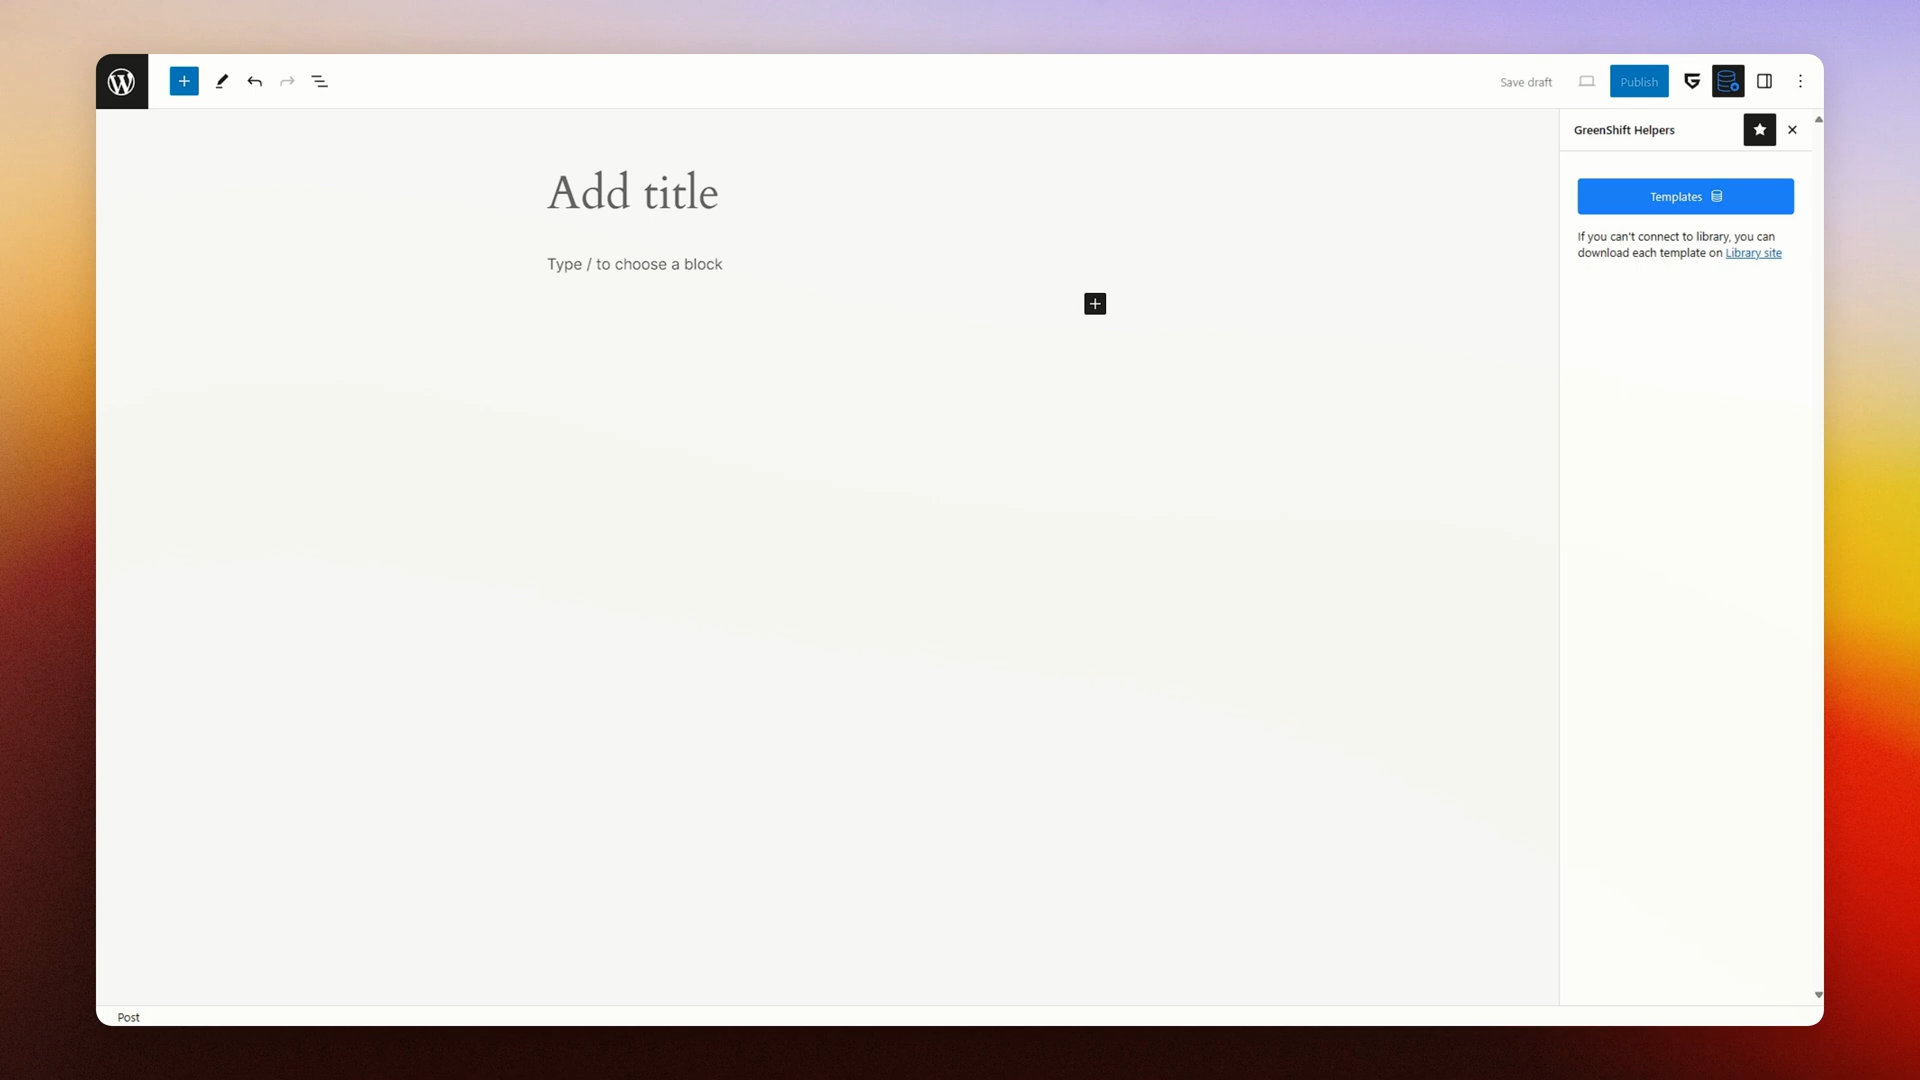 Save draft
Publish
GreenShift Helpers
Add title
Templates
Type / to choose a block
If you can't connect to library, you can
download each template on Library site
Post